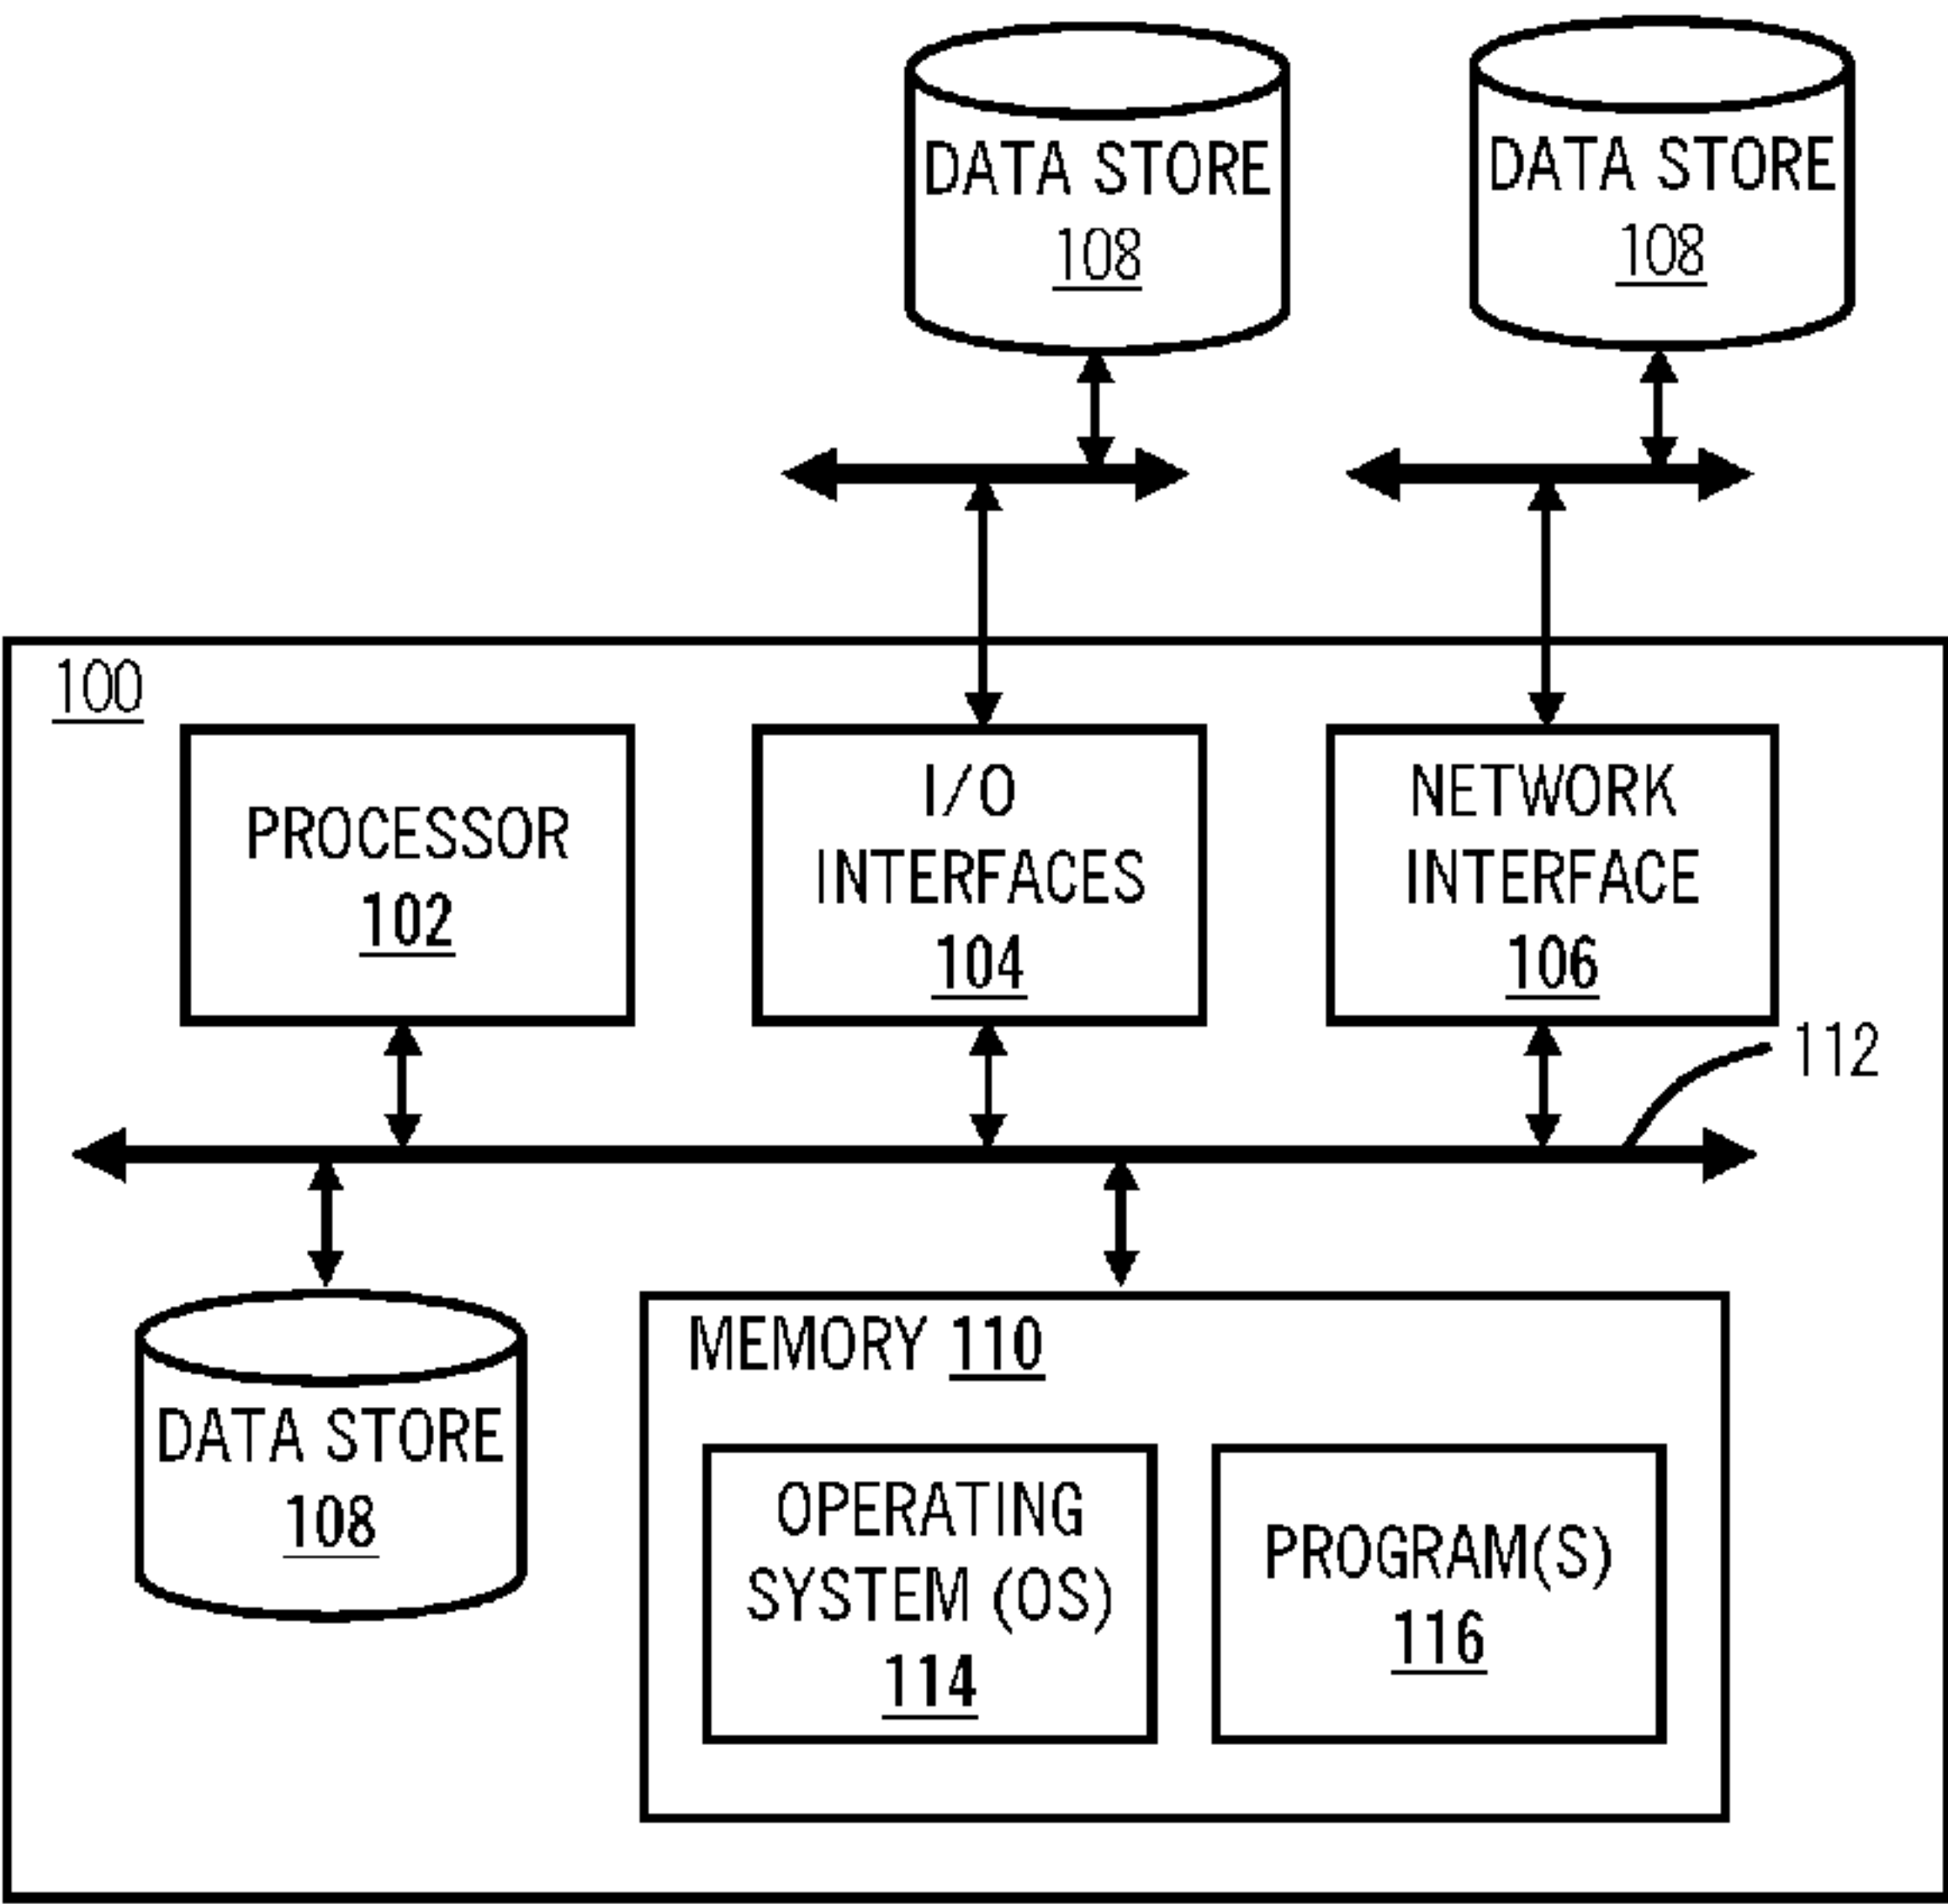 DATA STORE
108
DATA STORE
108
100
PROCESSOR
102
I/O
INTERFACES
104
NETWORK
INTERFACE
106
112
DATA STORE
108
MEMORY 110
OPERATING
SYSTEM (OS)
114
PROGRAM(S)
116